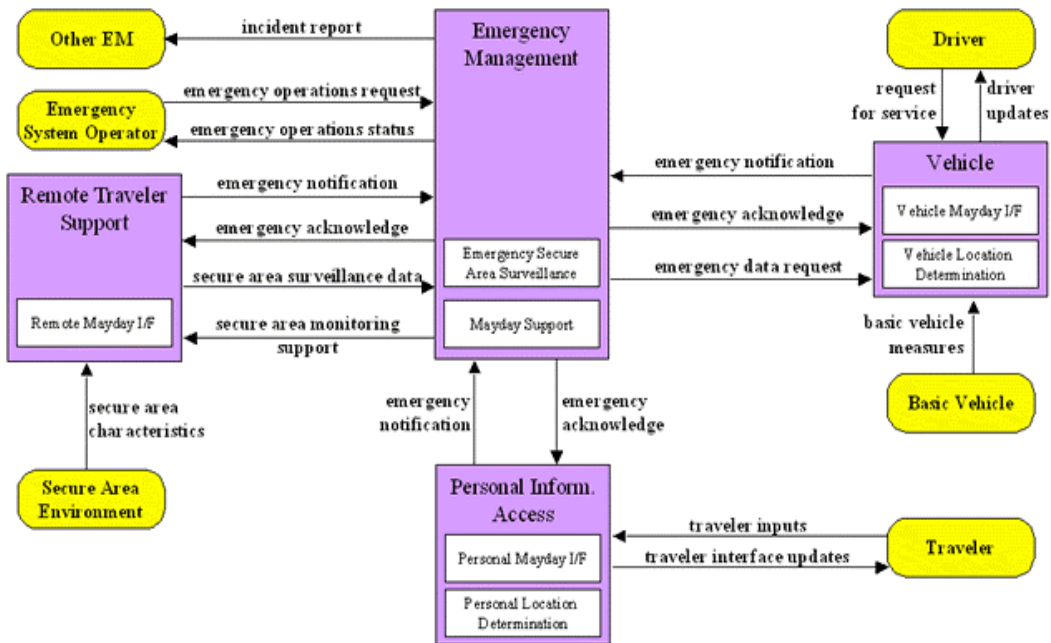 Other EM
incident report
Emergency
Management
Driver
emergency operations request
Emergency
System Operator
emergency operations status
request
for service
driver
updates
emergency notification
Vehicle
Remote Traveler
Support
emergency notification
Vehicle Mayday I/F
emergency acknowledge
emergency acknowledge
Emergency Secure
Area Surveillance
Vehicle Location
Determination
secure area surveillance data
emergency data request
Remote Mayday I/F
secure area monitoring
support
Mayday Support
basic vehicle
measures
secure area
characteristics
emergency
notification
emergency
acknowledge
Basic Vehicle
Secure Area
Environment
Personal Inform.
Access
traveler inputs
Personal Mayday I/F
traveler interface updates
Traveler
Personal Location
Determination